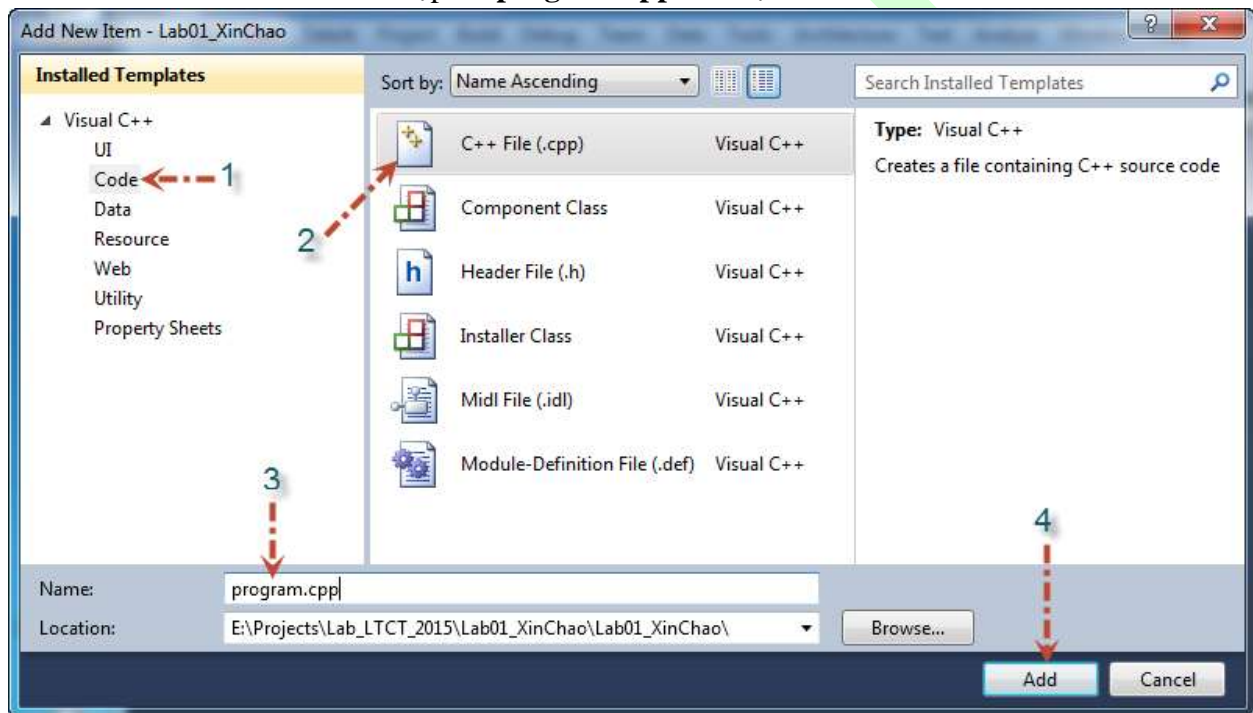 Add New Item - Lab01_XinChao
Installed Templates
Sort by: Name Ascending
Search Installed Templates
Visual C++
UI
Code
1
Data
Resource
Web
Utility
Property Sheets
2
C++ File (.cpp) Visual C++
Component Class Visual C++
Header File (.h) Visual C++
Installer Class Visual C++
Midl File (.idl) Visual C++
Module-Definition File (.def) Visual C++
Type: Visual C++
Creates a file containing C++ source code
3
4
Name: program.cpp
Location: E:\Projects\Lab_LTCT_2015\Lab01_XinChao\Lab01_XinChao\ Browse...
Add Cancel